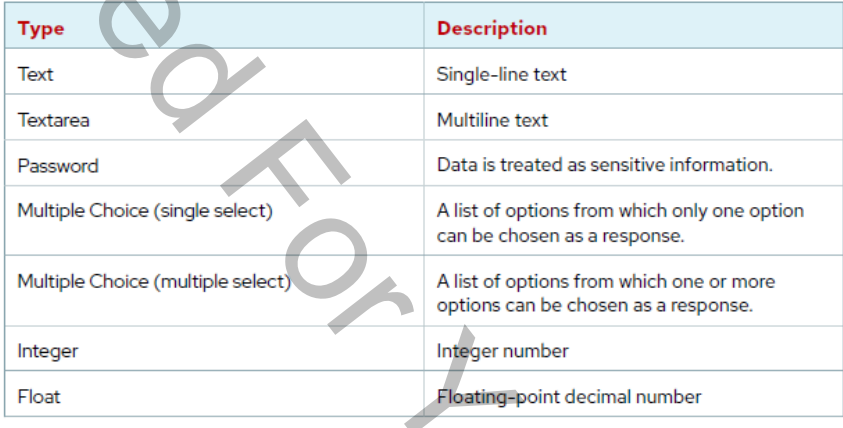 Type Description
Text Single-line text
Textarea Multiline text
Password Data is treated as sensitive information.
Multiple Choice (single select) A list of options from which only one option
can be chosen as a response.
Multiple Choice (multiple select) A list of options from which one or more
options can be chosen as a response.
Integer Integer number
Float Floating-point decimal number
ed For Y